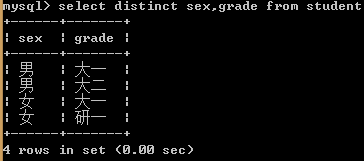 mysql> select distinct sex,grade from student
+------+-------+
| sex  | grade |
+------+-------+
| 男   | 大一  |
| 男   | 大二  |
| 女   | 大一  |
| 女   | 研一  |
+------+-------+
4 rows in set (0.00 sec)